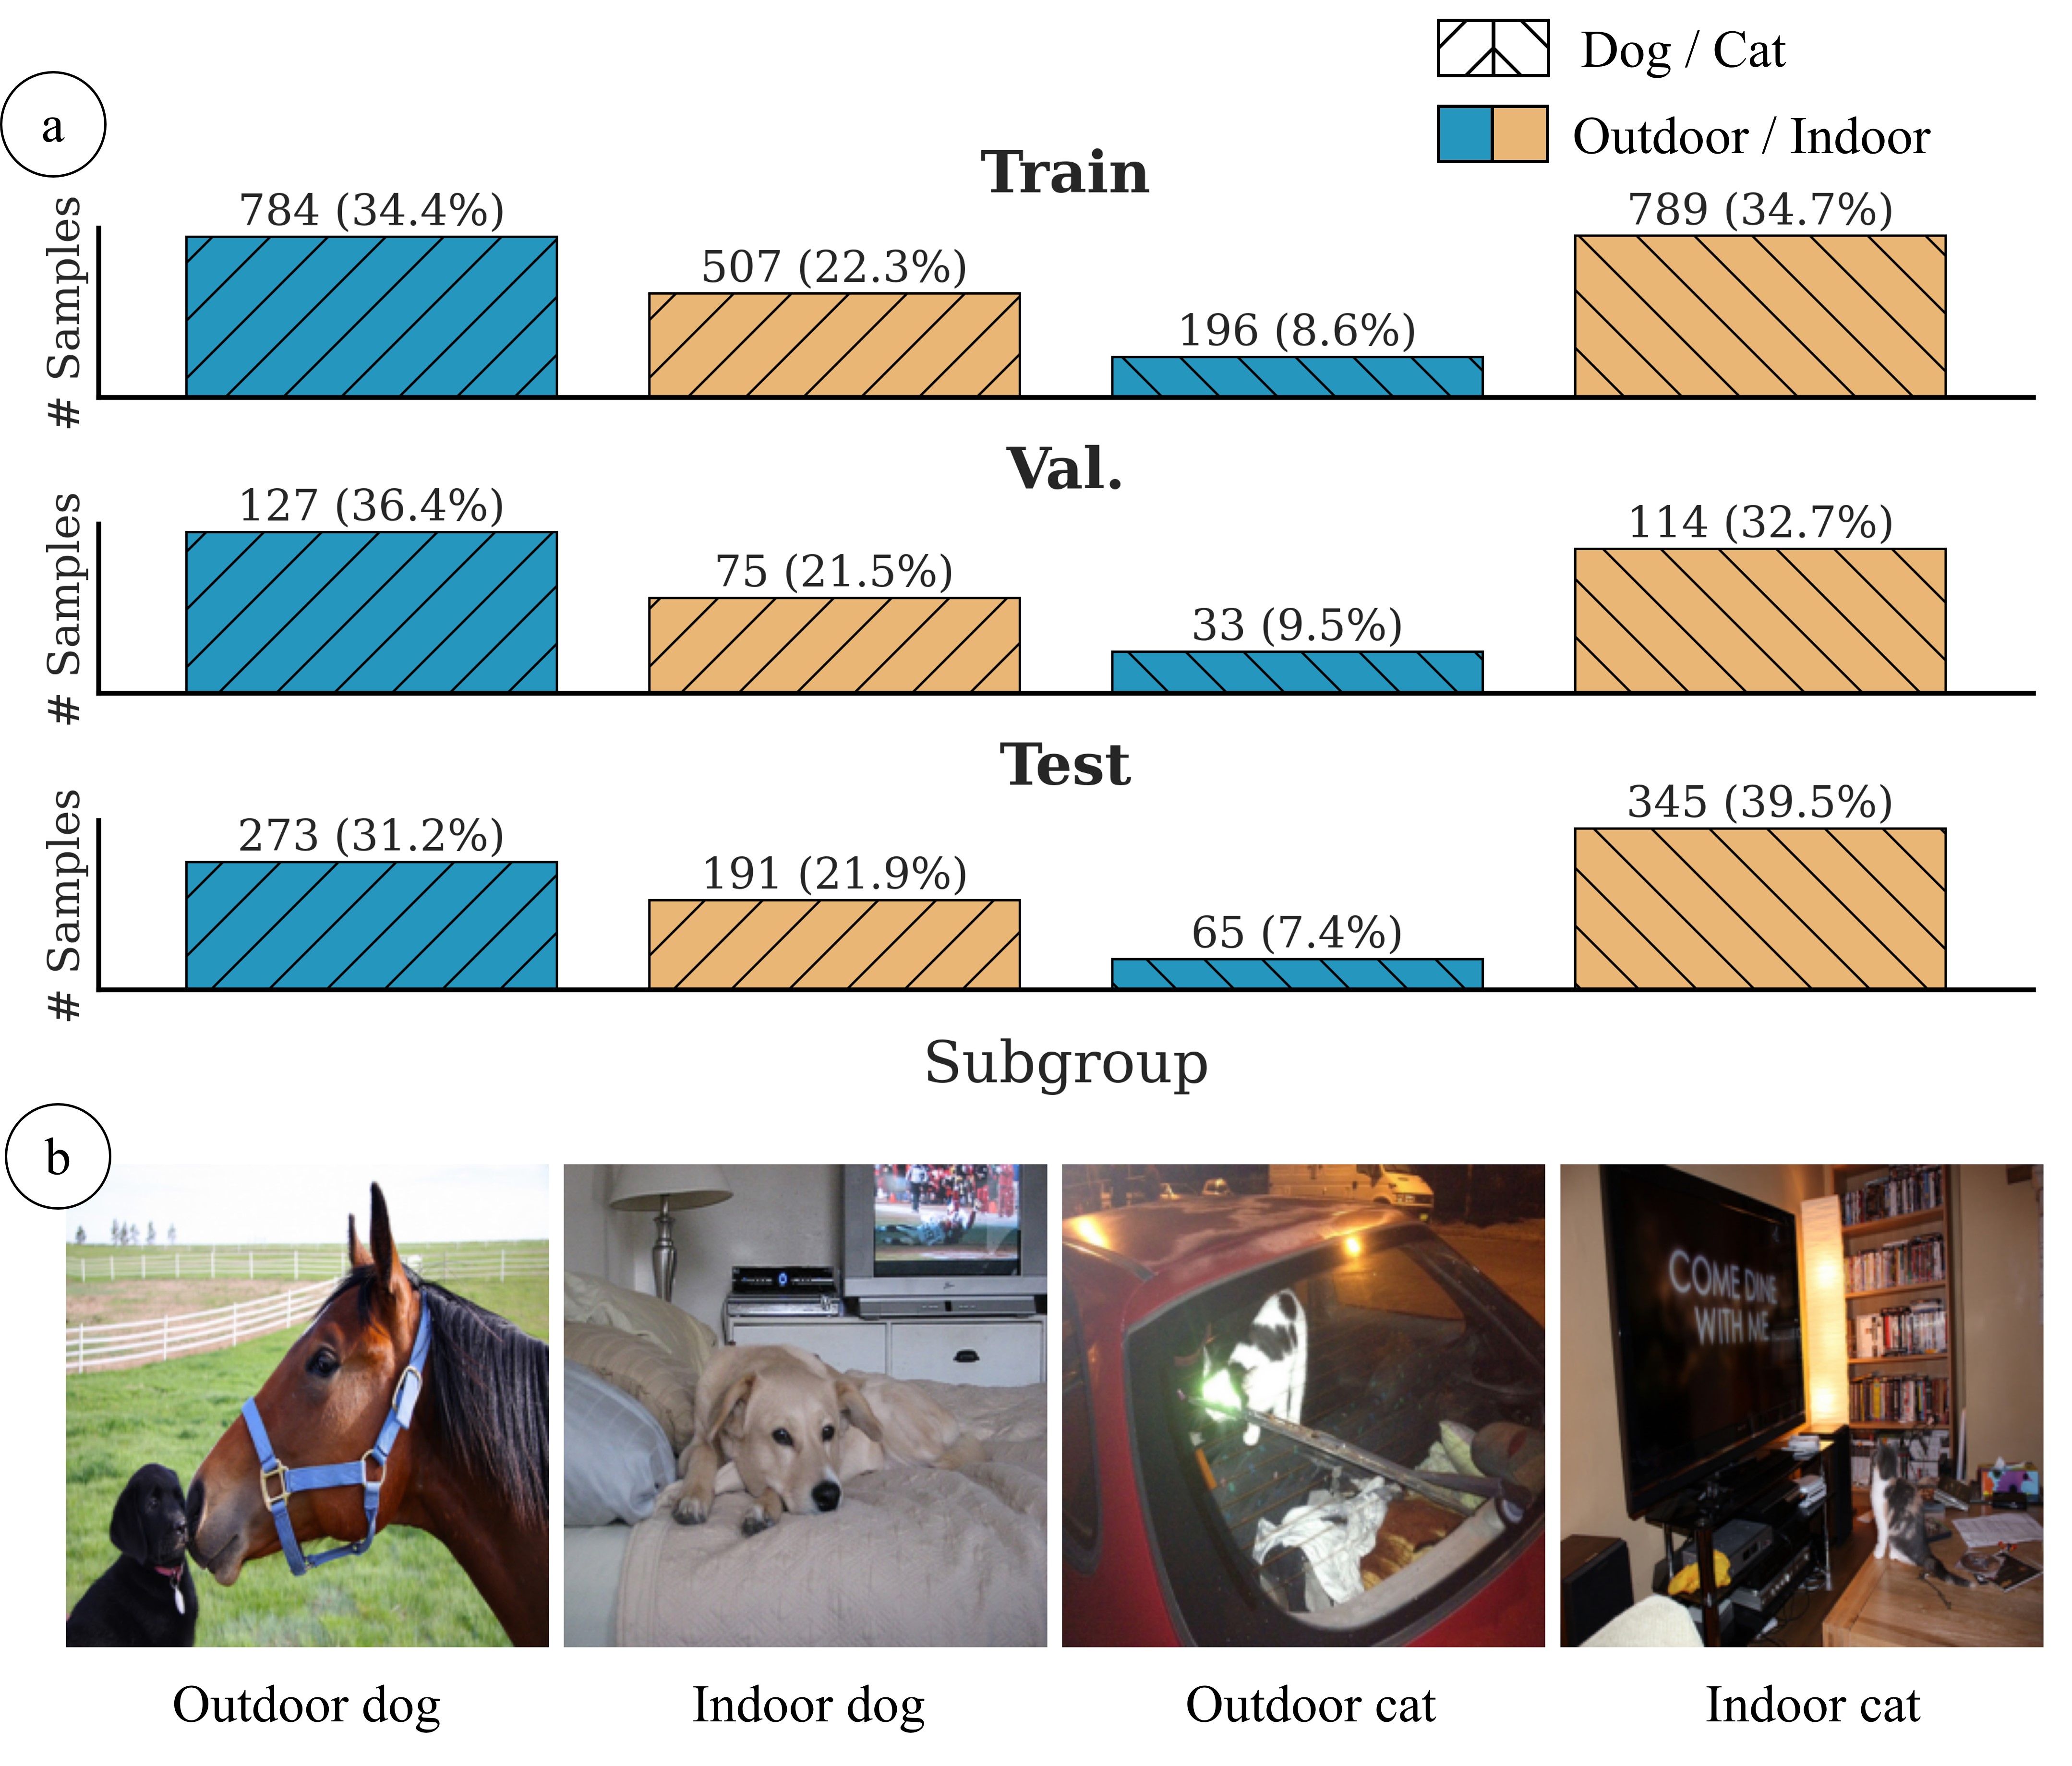 Dog / Cat
a
Outdoor / Indoor
Train
# Samples
784 (34.4%)
507 (22.3%)
196 (8.6%)
789 (34.7%)
Val.
# Samples
127 (36.4%)
75 (21.5%)
33 (9.5%)
114 (32.7%)
Test
# Samples
273 (31.2%)
191 (21.9%)
65 (7.4%)
345 (39.5%)
Subgroup
b
COME DINE
WITH ME
Outdoor dog
Indoor dog
Outdoor cat
Indoor cat